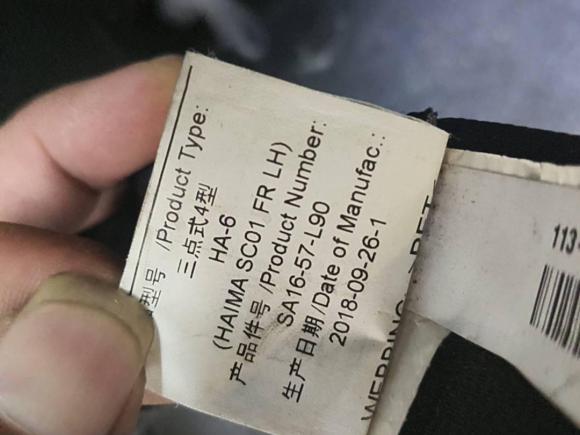 型号 /Product Type:
三点式4型
HA-6
(HAIMA SC01 FR LH)
产品件号 /Product Number:
SA16-57-L90
生产日期 /Date of Manufac.:
2018-09-26-1
113